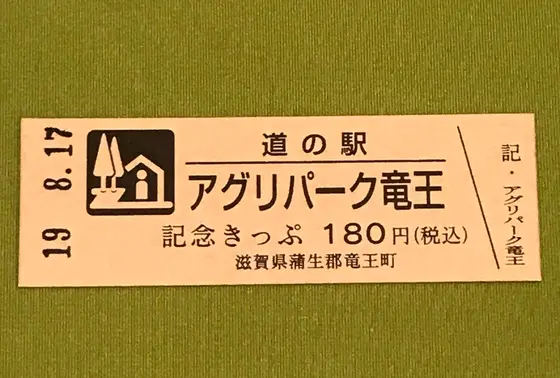 19 8.17
道の駅
アグリパーク竜王
記念きっぷ 180円(税込)
滋賀県蒲生郡竜王町
記・アグリパーク竜王